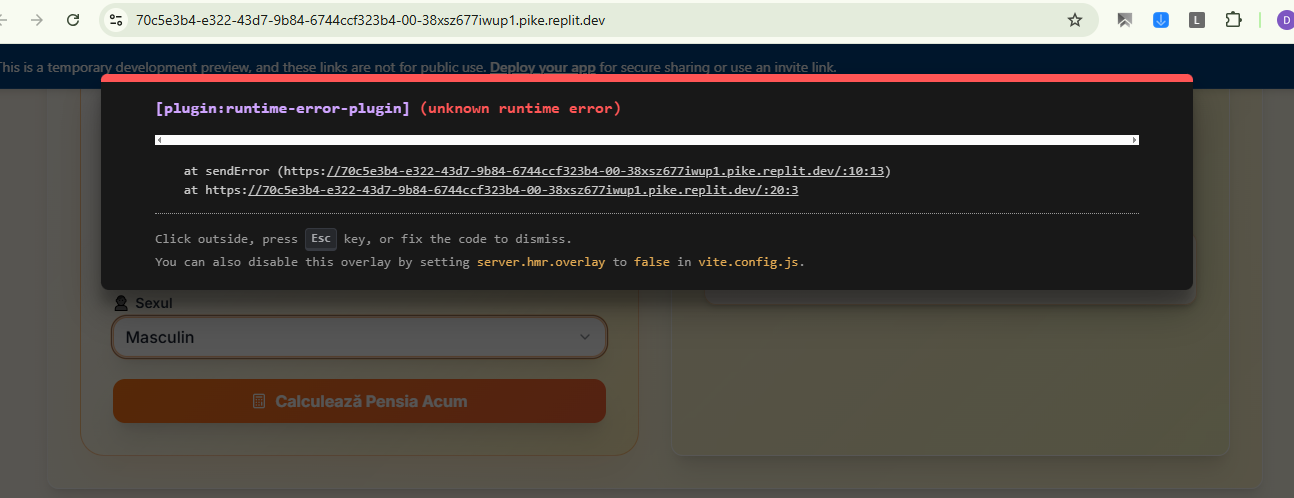 70c5e3b4-e322-43d7-9b84-6744ccf323b4-00-38xsz677iwup1.pike.replit.dev
L
D
This is a temporary development preview, and these links are not for public use. Deploy your app for secure sharing or use an invite link.
[plugin:runtime-error-plugin] (unknown runtime error)
at sendError (https://70c5e3b4-e322-43d7-9b84-6744ccf323b4-00-38xsz677iwup1.pike.replit.dev/:10:13)
at https://70c5e3b4-e322-43d7-9b84-6744ccf323b4-00-38xsz677iwup1.pike.replit.dev/:20:3
Click outside, press Esc key, or fix the code to dismiss.
You can also disable this overlay by setting server.hmr.overlay to false in vite.config.js.
Sexul
Masculin
Calculează Pensia Acum